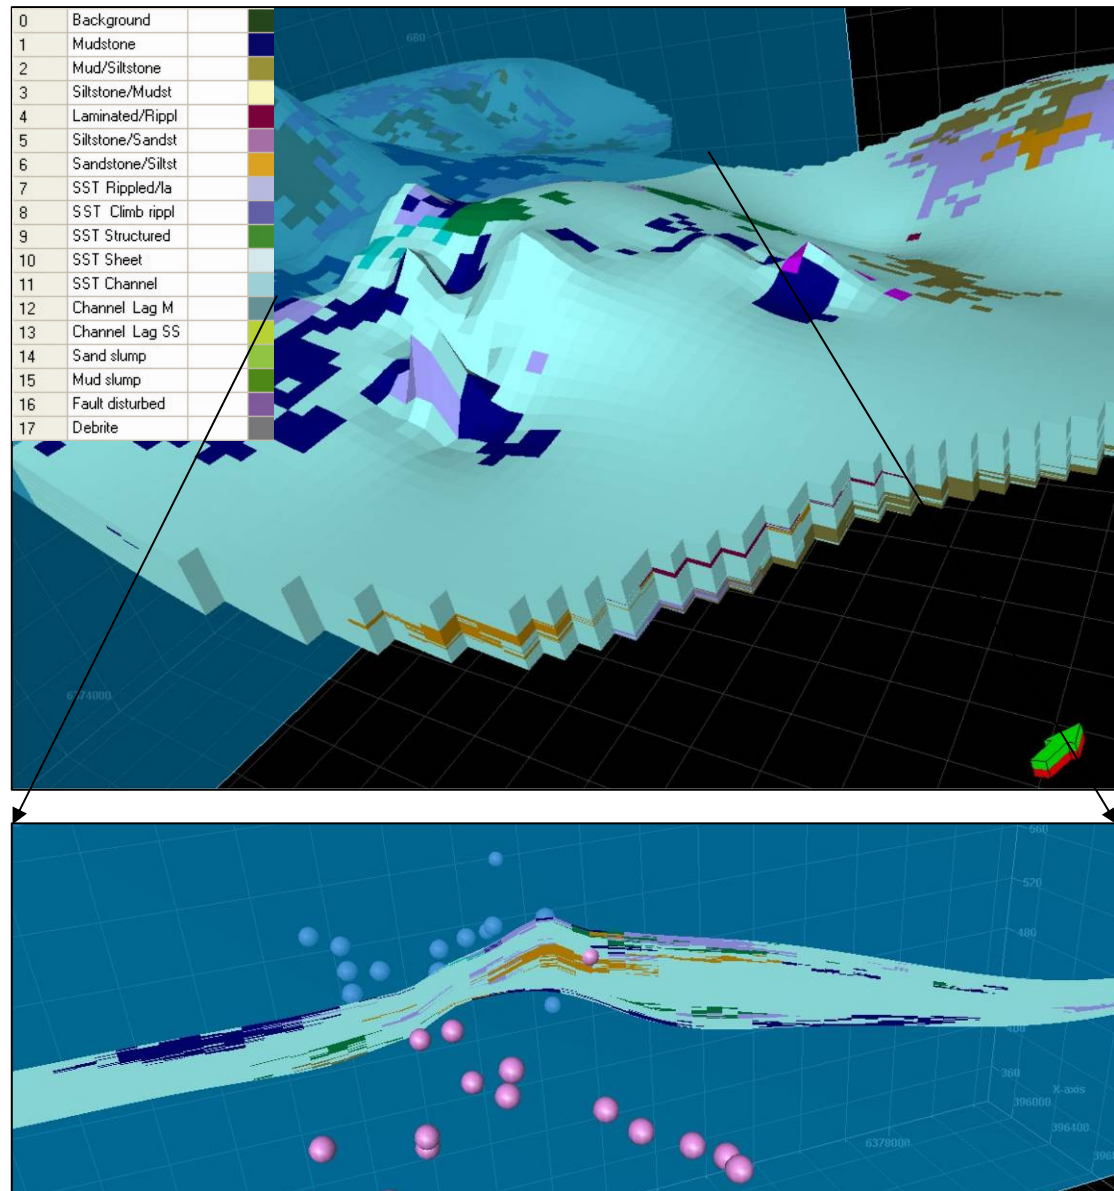 0 Background
1 Mudstone
2 Mud/Siltstone
3 Siltstone/Mudst
4 Laminated/Rippl
5 Siltstone/Sandst
6 Sandstone/Siltst
7 SST Rippled/la
8 SST Climb rippl
9 SST Structured
10 SST Sheet
11 SST Channel
12 Channel Lag M
13 Channel Lag SS
14 Sand slump
15 Mud slump
16 Fault disturbed
17 Debrite
680
6374000
560
520
480
400
360
X-axis
396000
396400
6378000